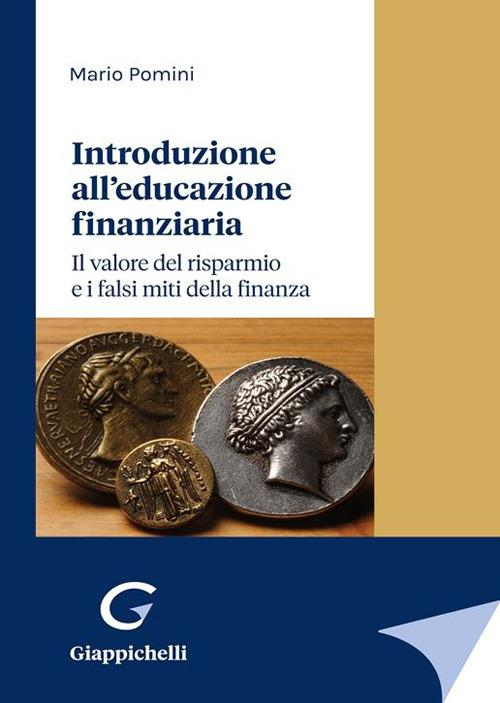 Mario Pomini
Introduzione
all'educazione
finanziaria
Il valore del risparmio
e i falsi miti della finanza
Giappichelli